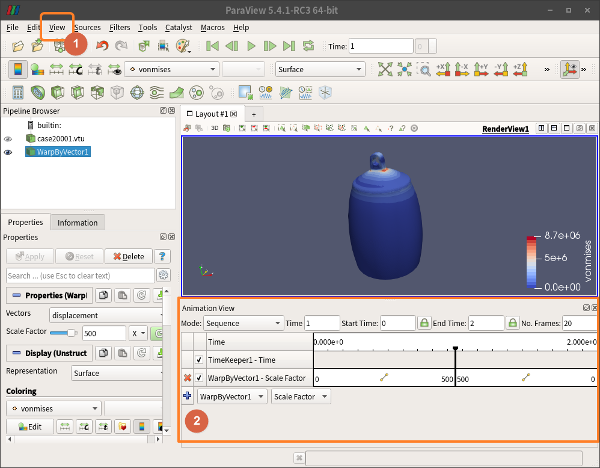 ParaView 5.4.1-RC3 64-bit
File Edit View Sources Filters Tools Catalyst Macros Help
1
Time: 1 0
vonmises Surface +X -X +Y -Y +Z -Z »
3D
Pipeline Browser
builtin:
case20001.vtu
WarpByVector1
Layout #1
RenderView1
8.7e+06
5e+6
0.0e+00
vonmises
Properties Information
Properties
Apply Reset Delete ?
Search ... (use Esc to clear text)
Properties (Warpl
Vectors displacement
Scale Factor 500 X
Display (Unstruct
Representation Surface
Coloring
vonmises
Edit
Animation View
Mode: Sequence Time 1 Start Time: 0 End Time: 2 No. Frames: 20
Time 0.000e+0 2.000e+0
TimeKeeper1 - Time
WarpByVector1 - Scale Factor 0 500 500 0
WarpByVector1 Scale Factor
2